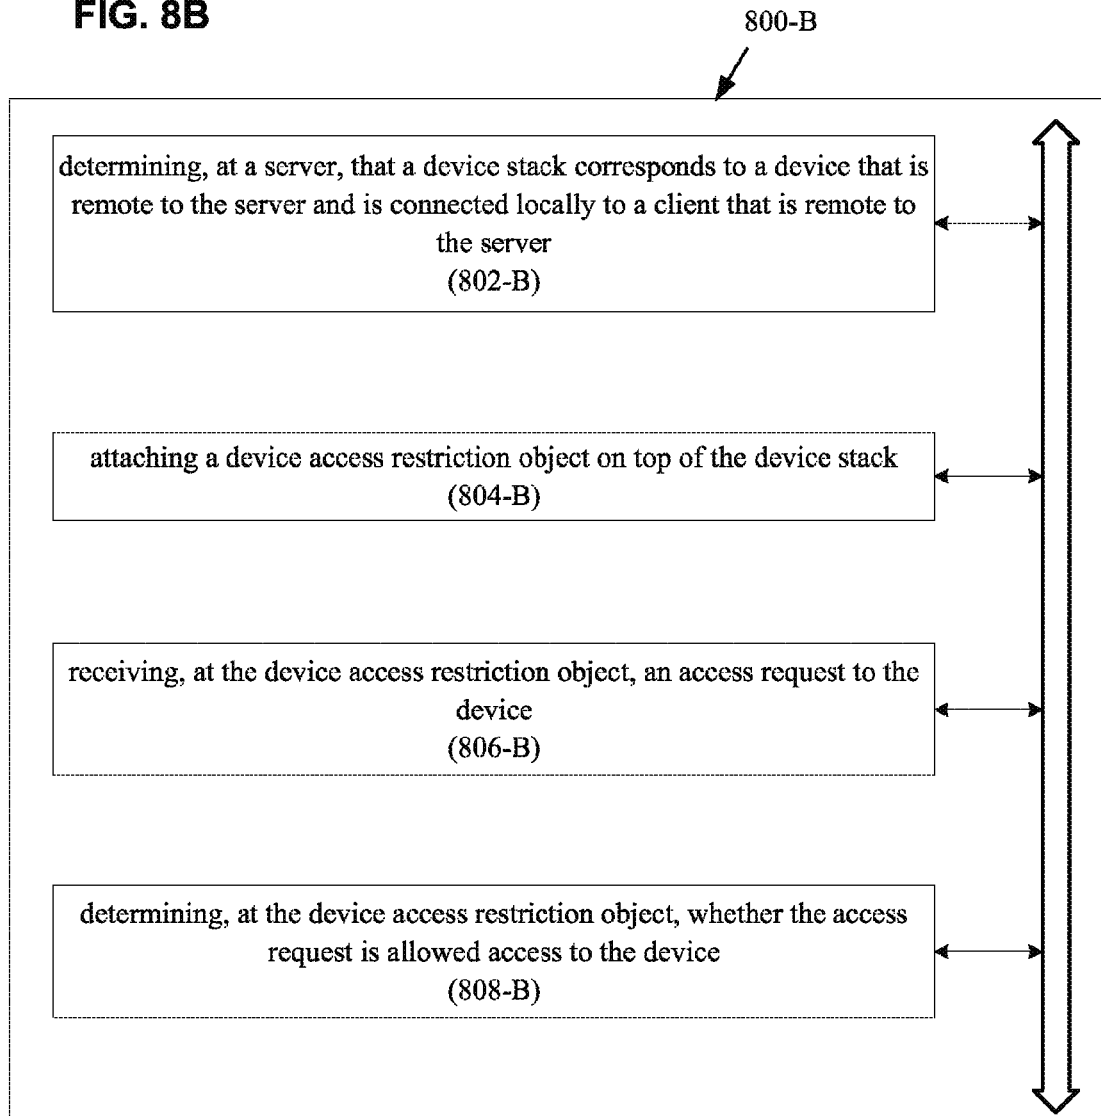 FIG. 8B
800-B
determining, at a server, that a device stack corresponds to a device that is
remote to the server and is connected locally to a client that is remote to
the server
(802-B)
attaching a device access restriction object on top of the device stack
(804-B)
receiving, at the device access restriction object, an access request to the
device
(806-B)
determining, at the device access restriction object, whether the access
request is allowed access to the device
(808-B)